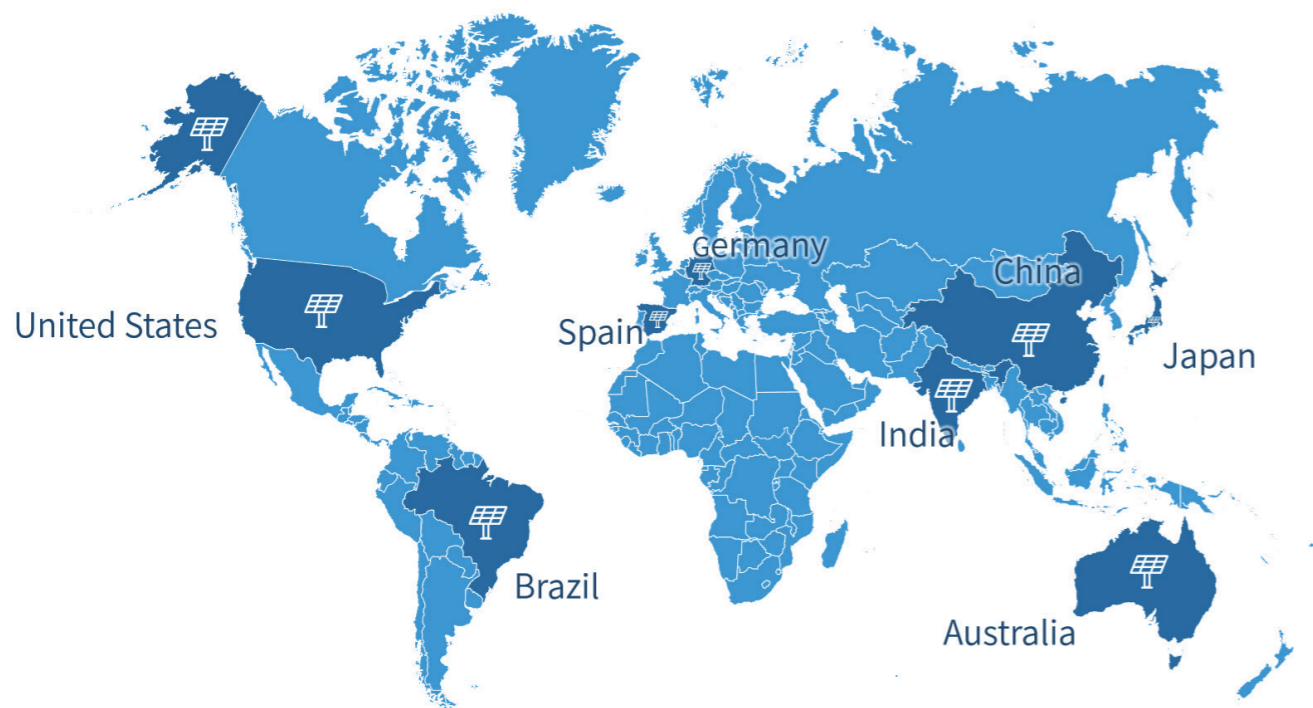 Germany
China
United States
Spain
Japan
India
Brazil
Australia